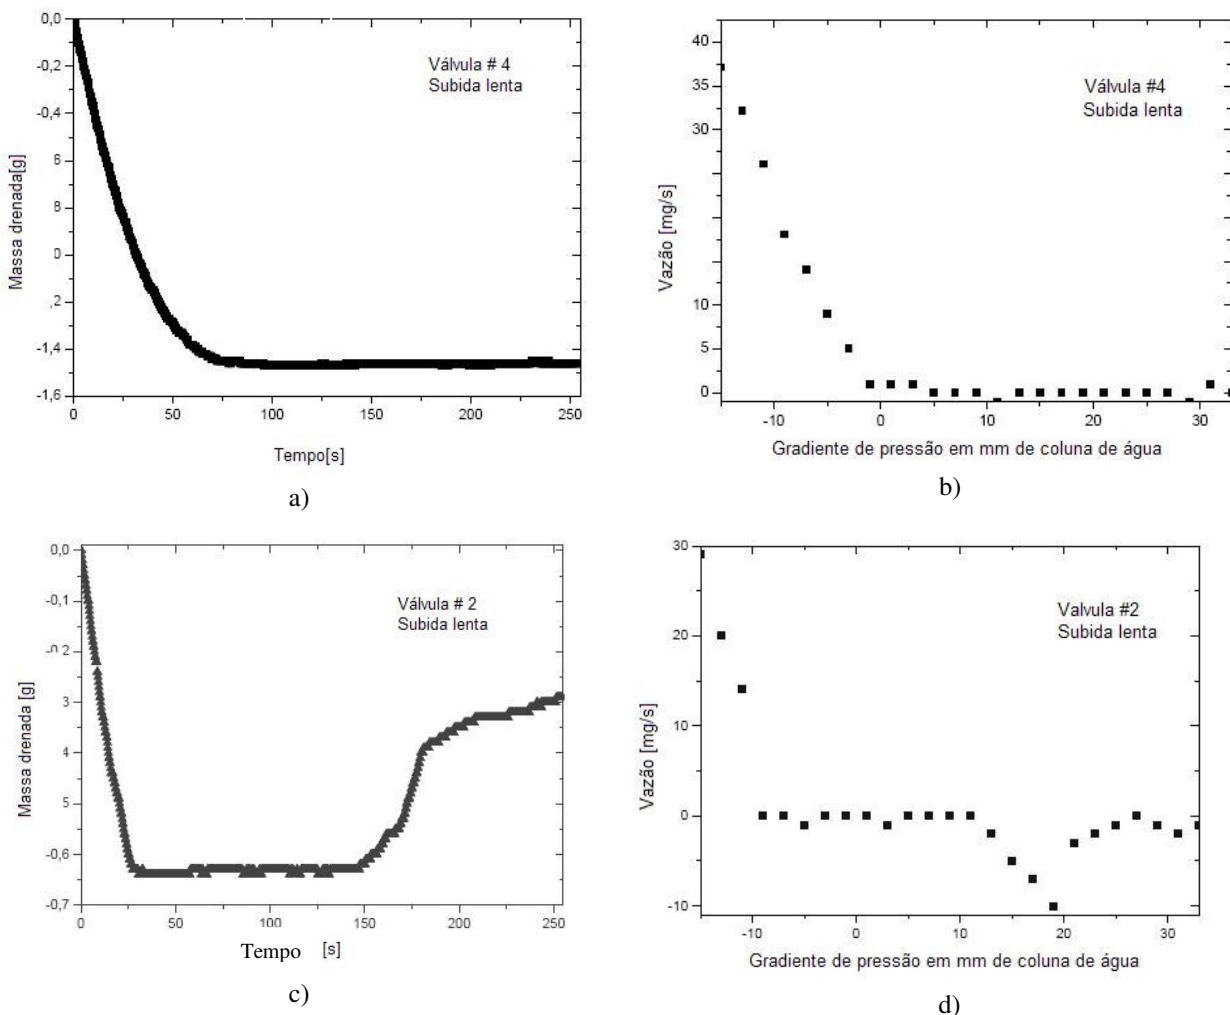 0,0
-0,2
-0,4
6
8
0
,2
-1,4
-1,6
0
50
100
150
200
250
Massa drenada[g]
Tempo[s]
Válvula # 4
Subida lenta
a)
40
35
30
10
5
0
-10
0
10
20
30
Vazão [mg/s]
Gradiente de pressão em mm de coluna de água
Válvula #4
Subida lenta
b)
0,0
-0,1
-0,2
3
4
5
-0,6
-0,7
0
50
100
150
200
250
Massa drenada [g]
Tempo [s]
Válvula # 2
Subida lenta
c)
30
20
10
0
-10
-10
0
10
20
30
Vazão [mg/s]
Gradiente de pressão em mm de coluna de água
Valvula #2
Subida lenta
d)